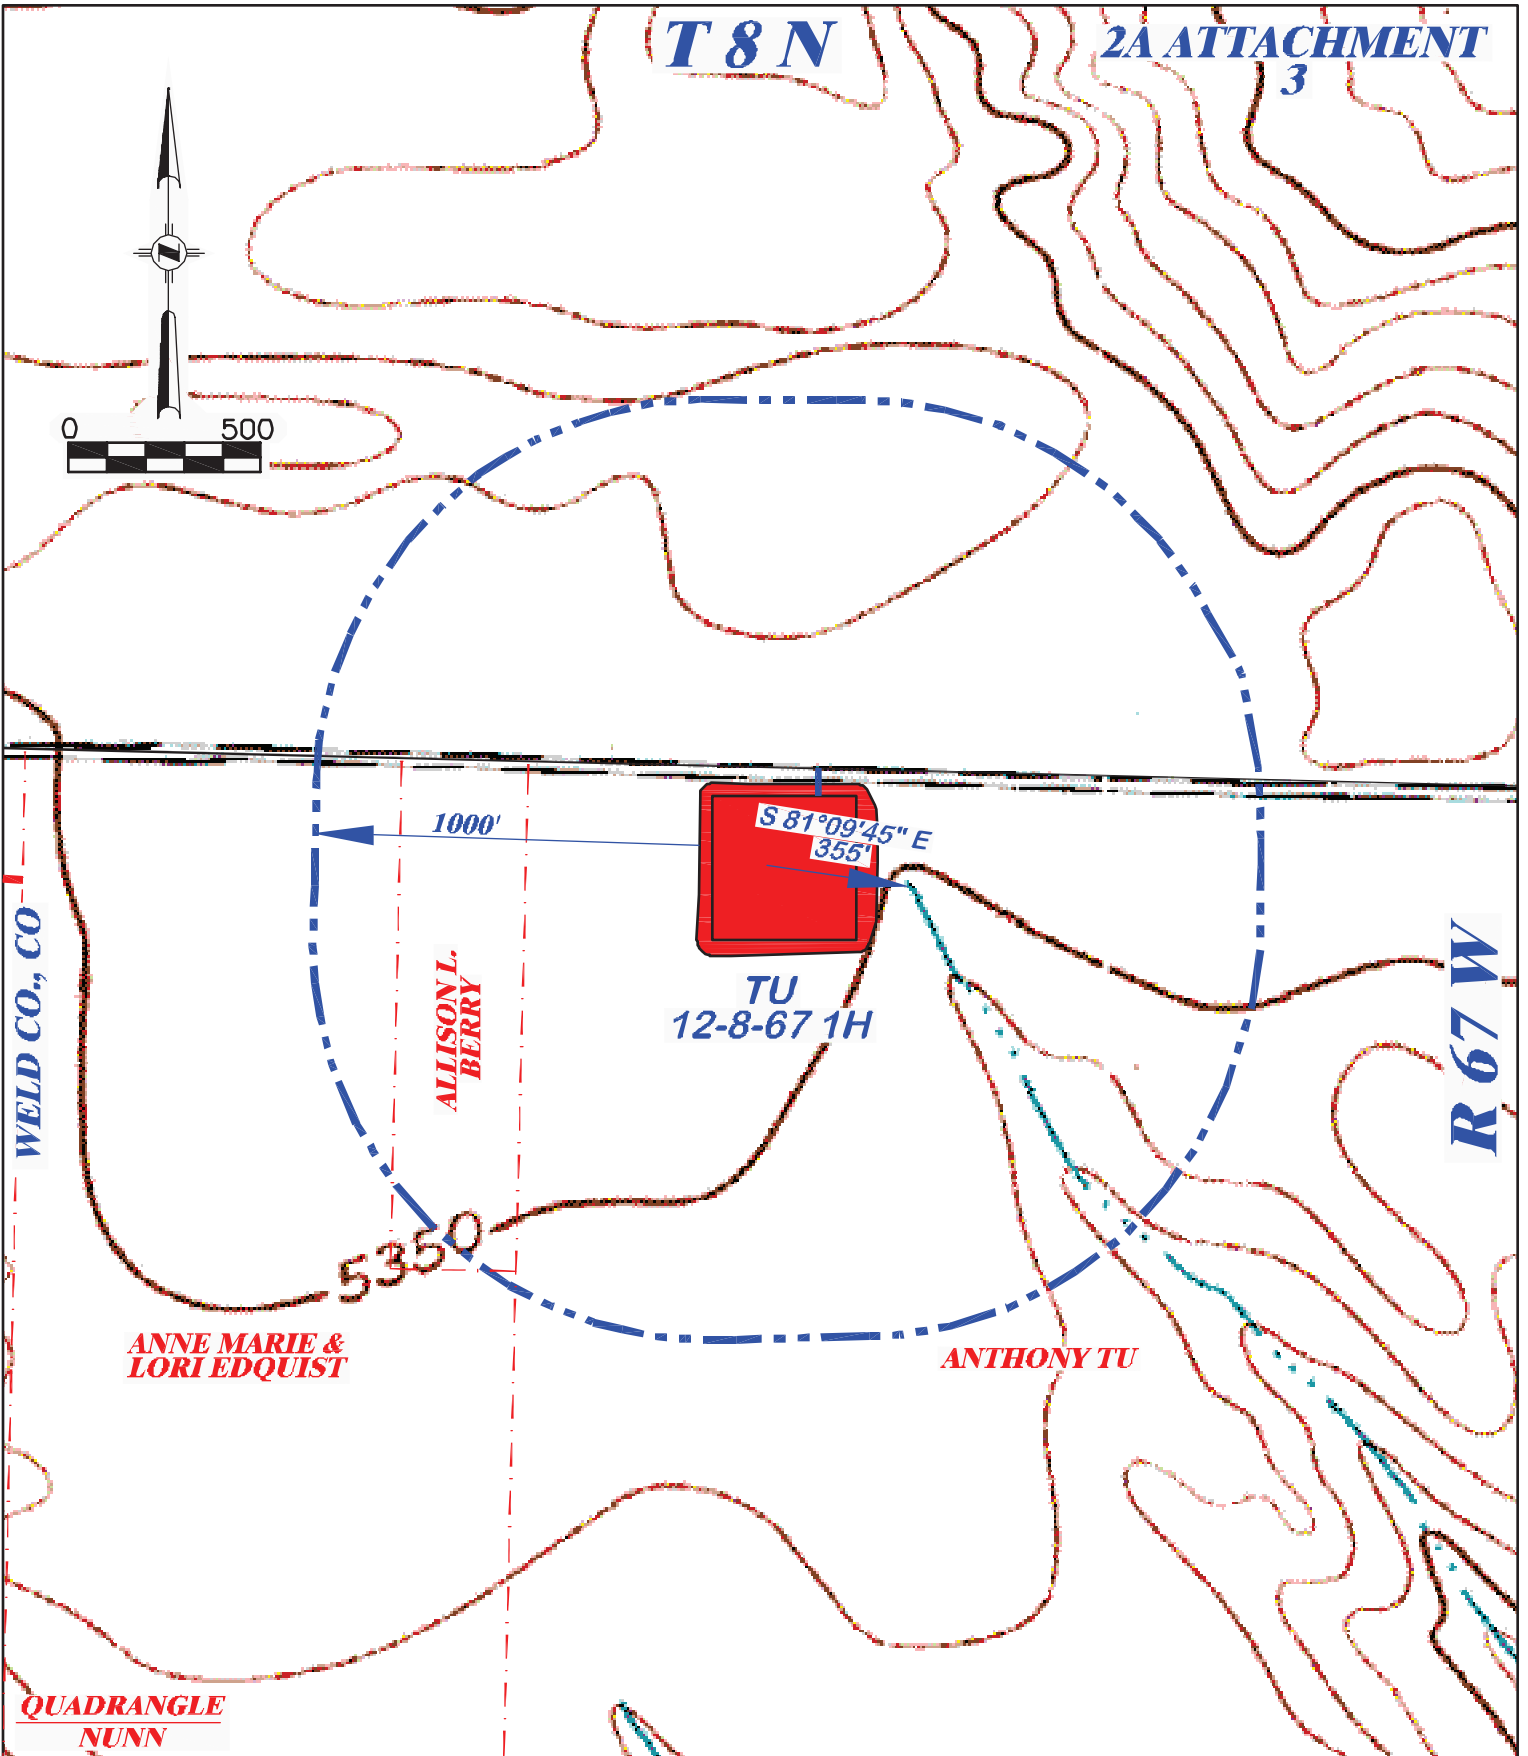 T 8 N
2A ATTACHMENT
3
N
0 500
1000'
S 81°09'45" E
355'
WELD CO., CO
ALLISON L.
BERRY
TU
12-8-67 1H
R 67 W
5350
ANNE MARIE &
LORI EDQUIST
ANTHONY TU
QUADRANGLE
NUNN